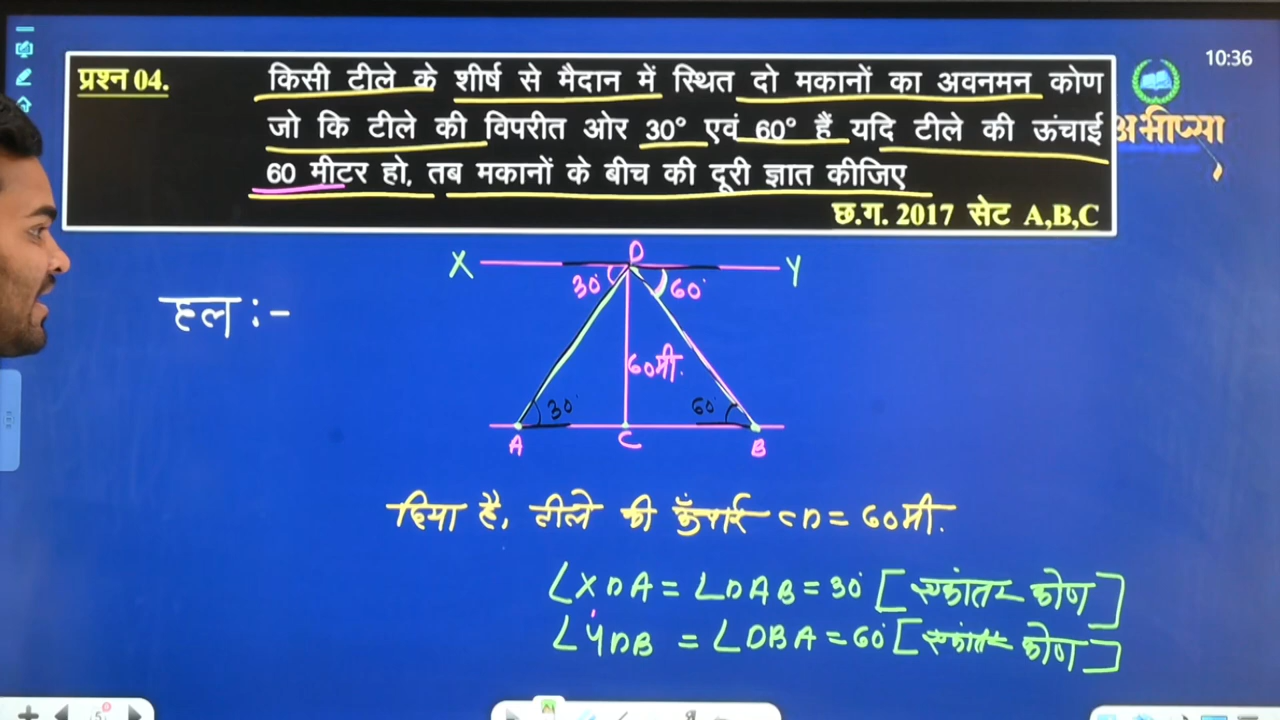 10:36
प्रश्न 04. किसी टीले के शीर्ष से मैदान में स्थित दो मकानों का अवनमन कोण
जो कि टीले की विपरीत ओर 30° एवं 60° हैं यदि टीले की ऊंचाई
60 मीटर हो, तब मकानों के बीच की दूरी ज्ञात कीजिए
छ.ग. 2017 सेट A,B,C
अभीप्सा
X D Y
30° 60°
हल :-
60मी.
30° 60°
A C B
दिया है, टीले की ऊँचाई CD = 60मी.
∠XDA = ∠DAB = 30° [एकांतर कोण]
∠YDB = ∠DBA = 60° [एकांतर कोण]